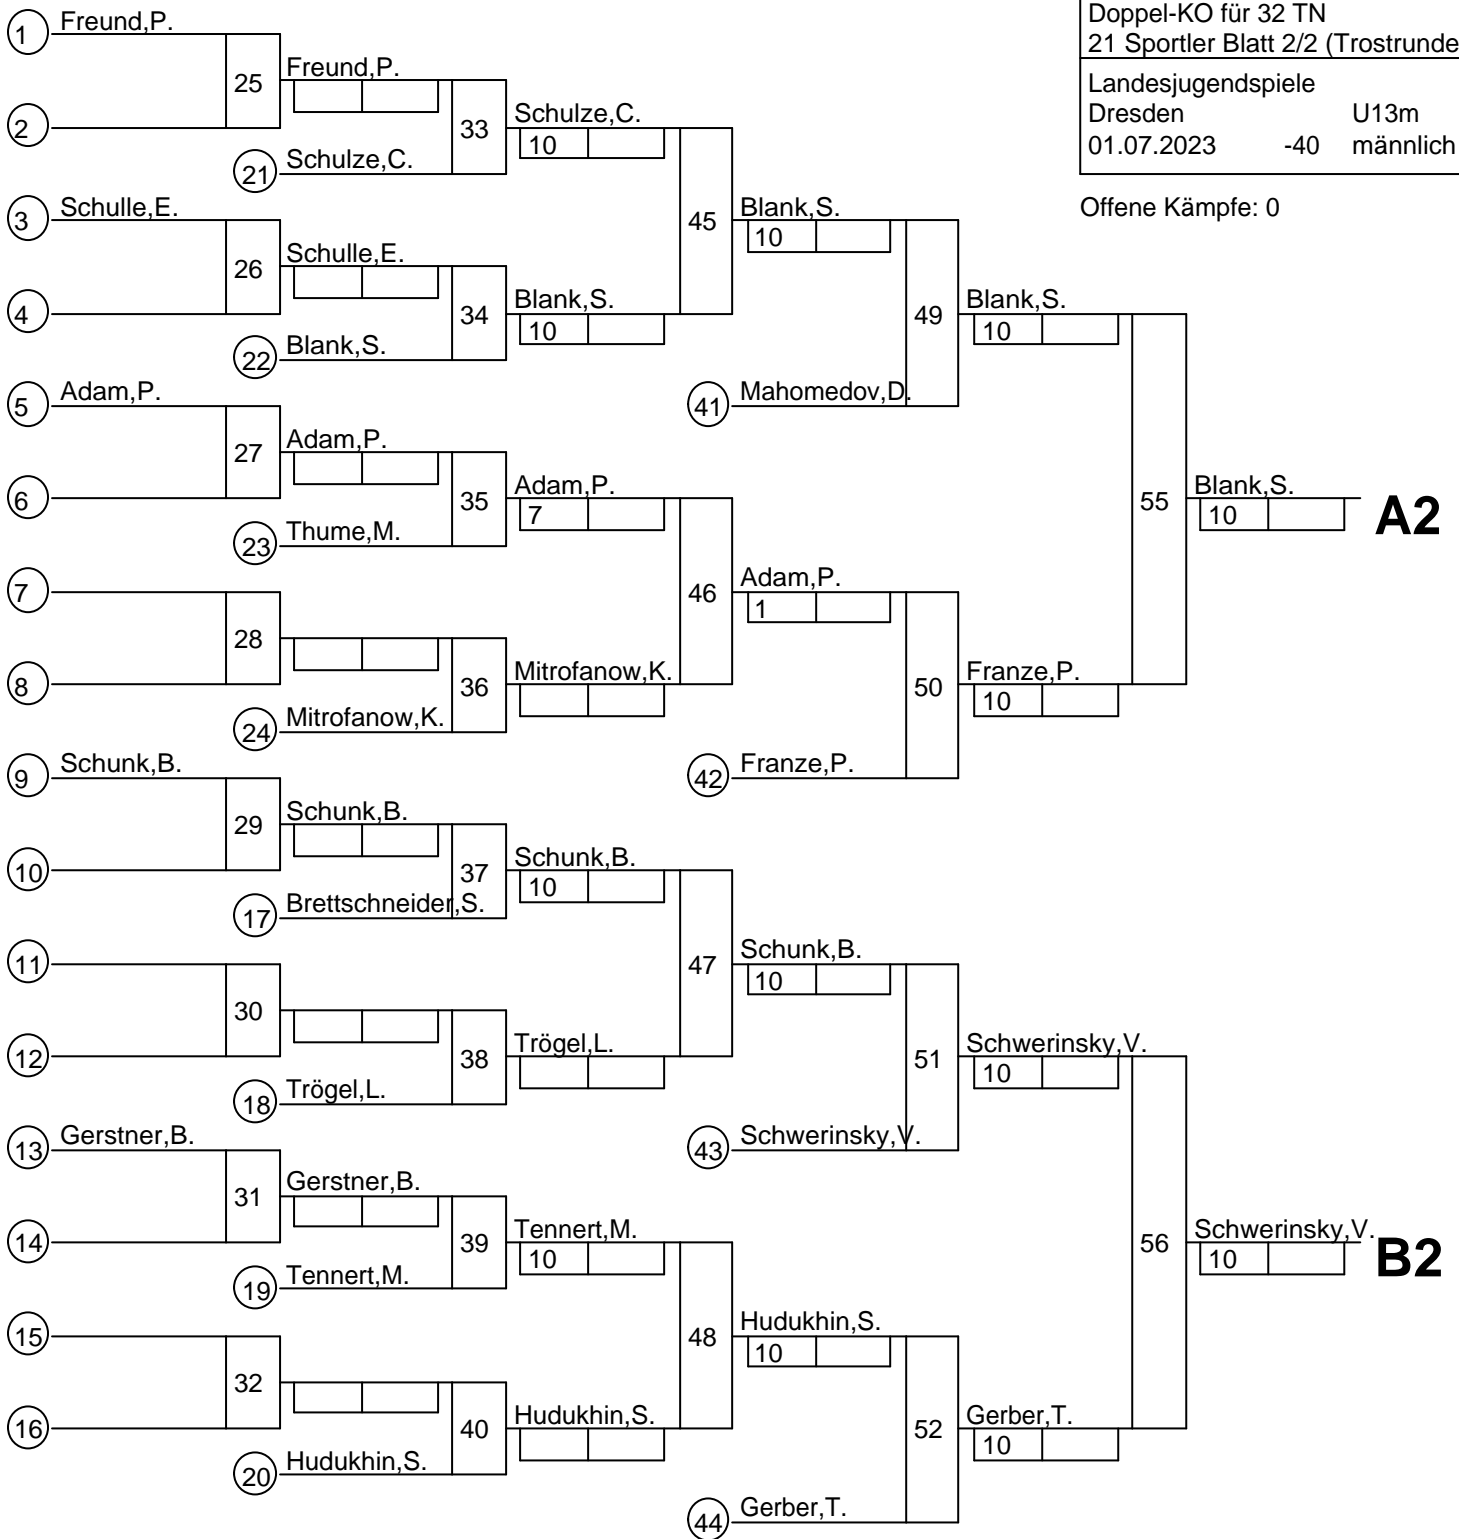 Doppel-KO für 32 TN
21 Sportler Blatt 2/2 (Trostrunde
Landesjugendspiele
Dresden U13m
01.07.2023 -40 männlich
Offene Kämpfe: 0
1 Freund,P.
25
2
Freund,P.
33
21 Schulze,C.
Schulze,C.
10
3 Schulle,E.
26
4
Schulle,E.
34
22 Blank,S.
Blank,S.
10
45
Blank,S.
10
5 Adam,P.
27
6
Adam,P.
35
23 Thume,M.
Adam,P.
7
7
28
8
36
24 Mitrofanow,K.
Mitrofanow,K.
46
Adam,P.
1
41 Mahomedov,D.
49
Blank,S.
10
42 Franze,P.
50
Franze,P.
10
55
Blank,S.
10
A2
9 Schunk,B.
29
10
Schunk,B.
37
17 Brettschneider,S.
Schunk,B.
10
11
30
12
38
18 Trögel,L.
Trögel,L.
47
Schunk,B.
10
13 Gerstner,B.
31
14
Gerstner,B.
39
19 Tennert,M.
Tennert,M.
10
15
32
16
40
20 Hudukhin,S.
Hudukhin,S.
48
Hudukhin,S.
10
43 Schwerinsky,V.
51
Schwerinsky,V.
10
44 Gerber,T.
52
Gerber,T.
10
56
Schwerinsky,V.
10
B2